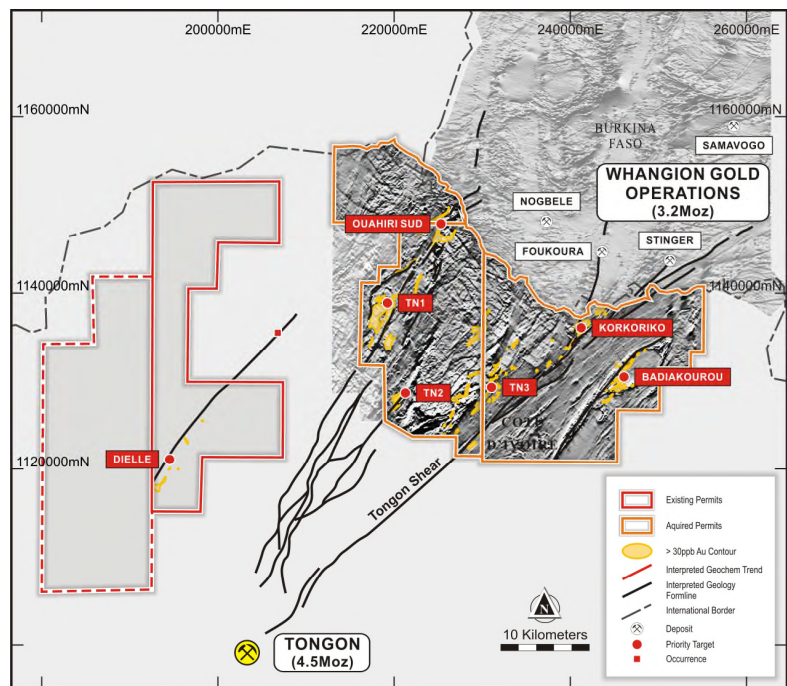 200000mE
220000mE
240000mE
260000mE
1160000mN
1160000mN
BURKINA
FASO
SAMAVOGO
WHANGION GOLD
OPERATIONS
(3.2Moz)
NOGBELE
OUAHIRI SUD
FOUKOURA
STINGER
1140000mN
1140000mN
TN1
KORKORIKO
TN2
TN3
BADIAKOUROU
COTE
D'IVOIRE
DIELLE
1120000mN
Tongon Shear
TONGON
(4.5Moz)
N
10 Kilometers
Existing Permits
Aquired Permits
> 30ppb Au Contour
Interpreted Geochem Trend
Interpreted Geology
Formline
International Border
Deposit
Priority Target
Occurrence